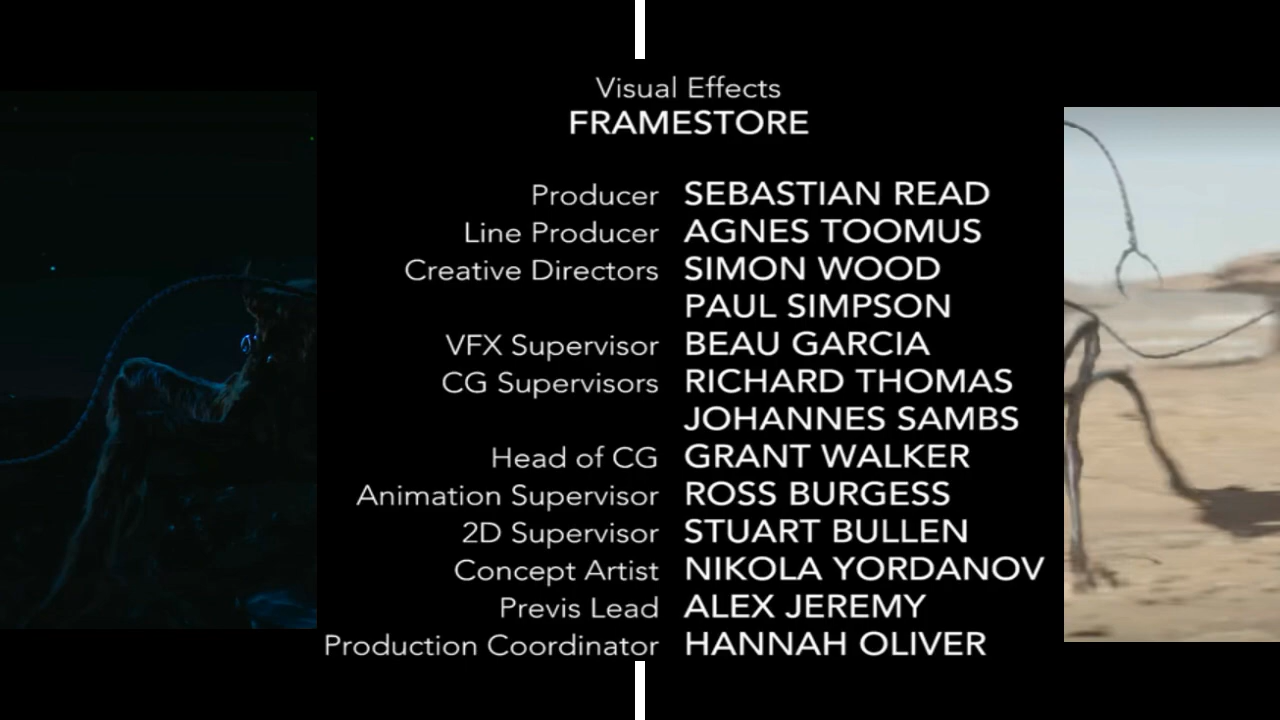 Visual Effects
FRAMESTORE
Producer SEBASTIAN READ
Line Producer AGNES TOOMUS
Creative Directors SIMON WOOD
PAUL SIMPSON
VFX Supervisor BEAU GARCIA
CG Supervisors RICHARD THOMAS
JOHANNES SAMBS
Head of CG GRANT WALKER
Animation Supervisor ROSS BURGESS
2D Supervisor STUART BULLEN
Concept Artist NIKOLA YORDANOV
Previs Lead ALEX JEREMY
Production Coordinator HANNAH OLIVER